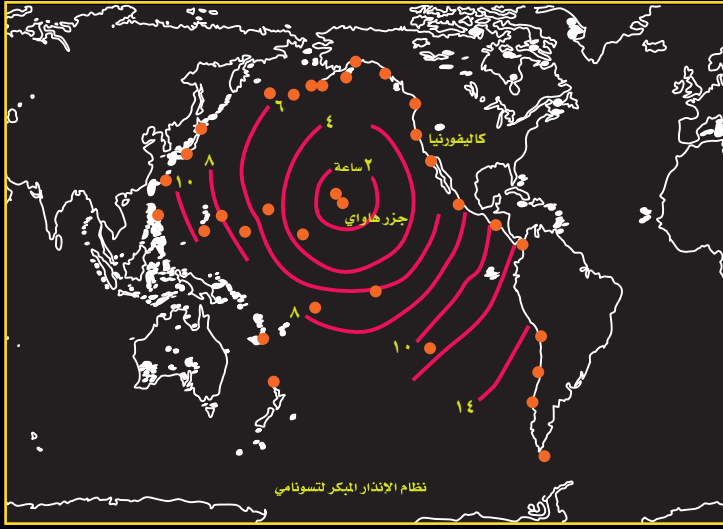 ٦
٤
كاليفورنيا
٢ ساعة
٨
١٠
جزر هاواي
٨
١٠
١٤
نظام الإنذار المبكر لتسونامي